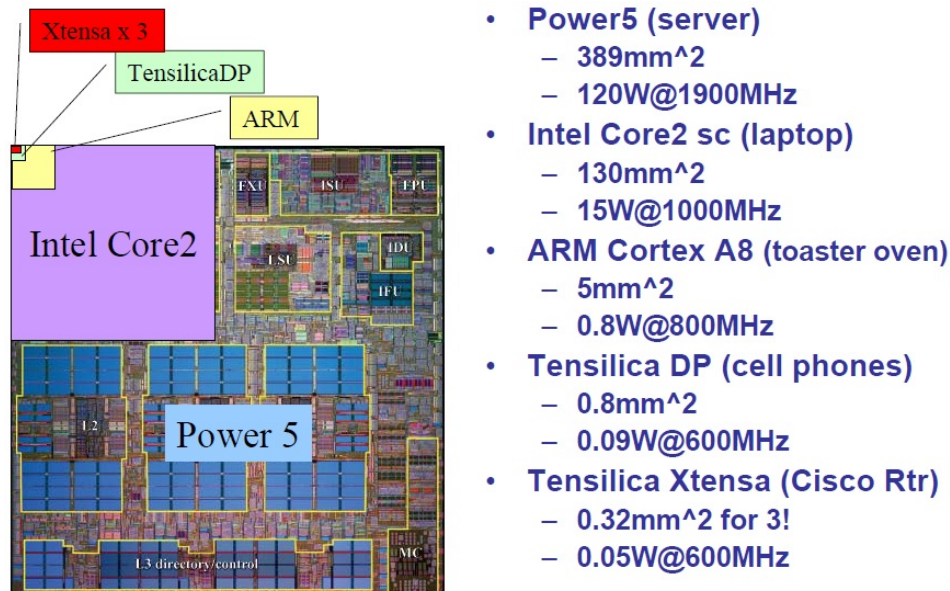 Xtensa x 3
TensilicaDP
ARM
Intel Core2
FXU
ISU
FPU
LSU
IDU
IFU
L2
Power 5
MC
L3 directory/control
• Power5 (server)
– 389mm^2
– 120W@1900MHz
• Intel Core2 sc (laptop)
– 130mm^2
– 15W@1000MHz
• ARM Cortex A8 (toaster oven)
– 5mm^2
– 0.8W@800MHz
• Tensilica DP (cell phones)
– 0.8mm^2
– 0.09W@600MHz
• Tensilica Xtensa (Cisco Rtr)
– 0.32mm^2 for 3!
– 0.05W@600MHz